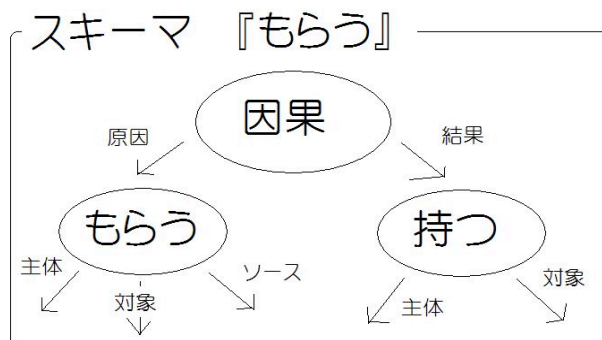 スキーマ 『もらう』
因果
原因
結果
もらう
持つ
主体
対象
ソース
主体
対象